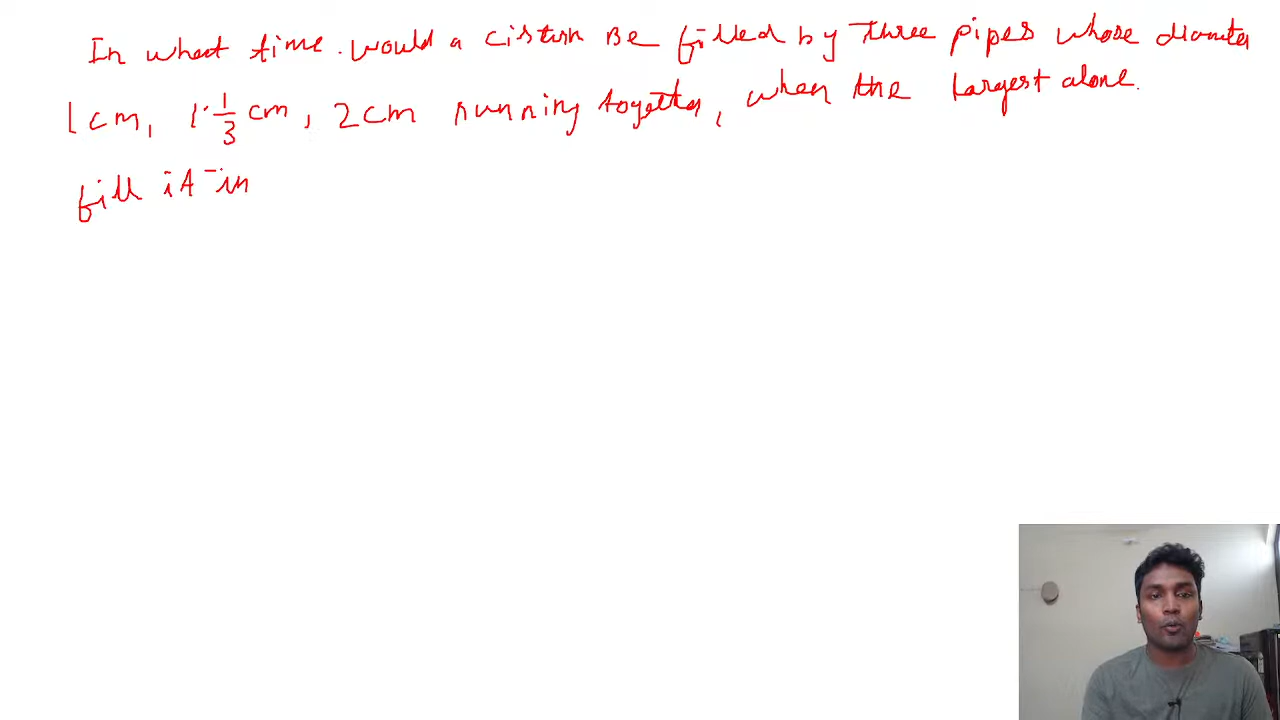 In what time would a cistern Be filled by three pipes whose diameter
1 cm, 1 1/3 cm, 2 cm running together, when the largest alone.
fill it in